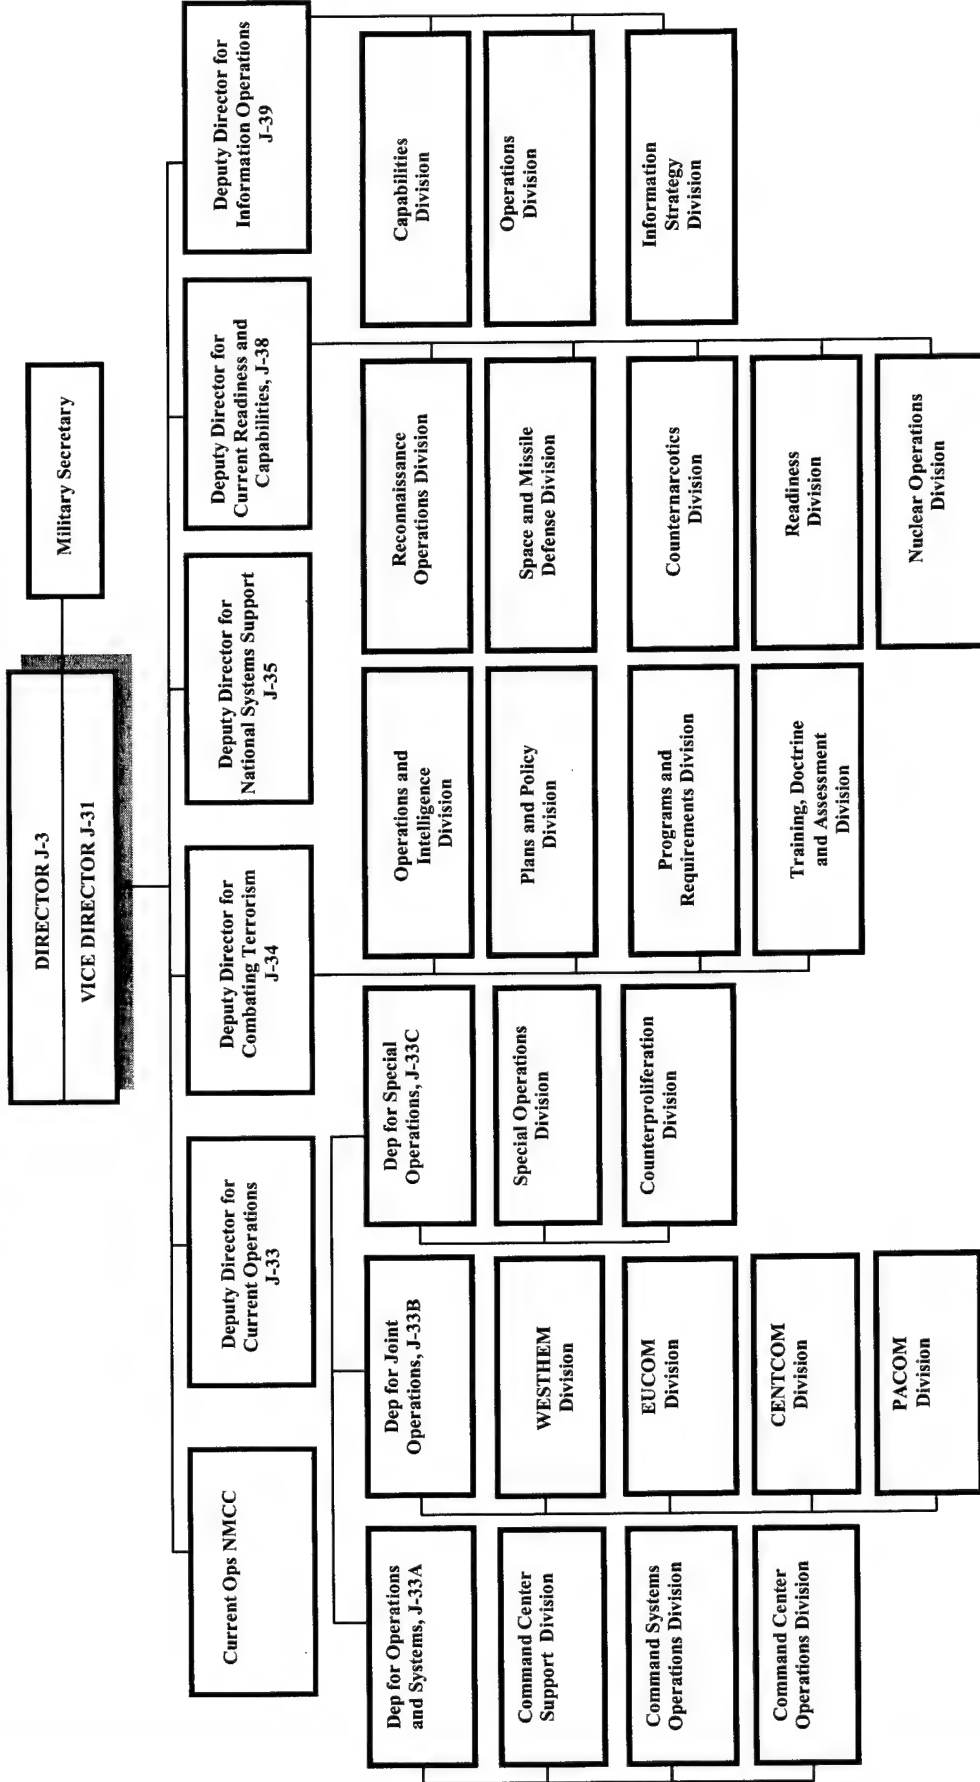 DIRECTOR J-3
VICE DIRECTOR J-31
Military Secretary
Current Ops NMCC
Deputy Director for
Current Operations
J-33
Deputy Director for
Combating Terrorism
J-34
Deputy Director for
National Systems Support
J-35
Deputy Director for
Current Readiness and
Capabilities, J-38
Deputy Director for
Information Operations
J-39
Dep for Operations
and Systems, J-33A
Command Center
Support Division
Command Systems
Operations Division
Command Center
Operations Division
Dep for Joint
Operations, J-33B
WESTHEM
Division
EUCOM
Division
CENTCOM
Division
PACOM
Division
Dep for Special
Operations, J-33C
Special Operations
Division
Counterproliferation
Division
Operations and
Intelligence
Division
Plans and Policy
Division
Programs and
Requirements Division
Training, Doctrine
and Assessment
Division
Reconnaissance
Operations Division
Space and Missile
Defense Division
Counternarcotics
Division
Readiness
Division
Nuclear Operations
Division
Capabilities
Division
Operations
Division
Information
Strategy
Division